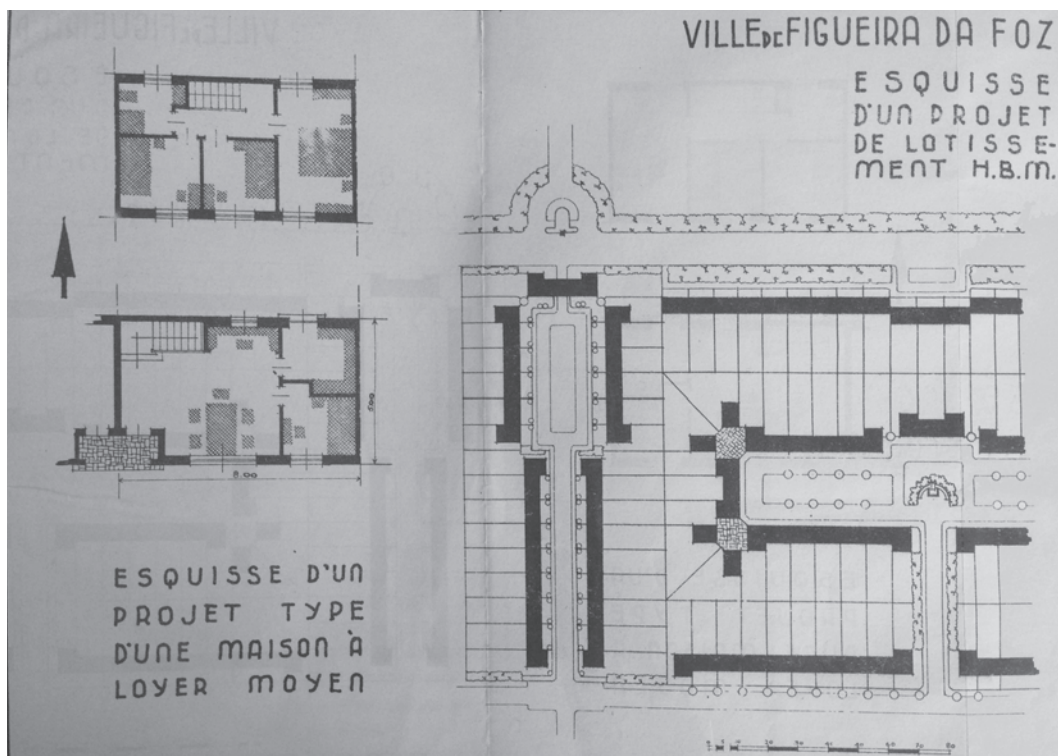 VILLE DE FIGUEIRA DA FOZ
ESQUISSE
D'UN PROJET
DE LOTISSE-
MENT H.B.M.
5.00
8.00
ESQUISSE D'UN
PROJET TYPE
D'UNE MAISON À
LOYER MOYEN